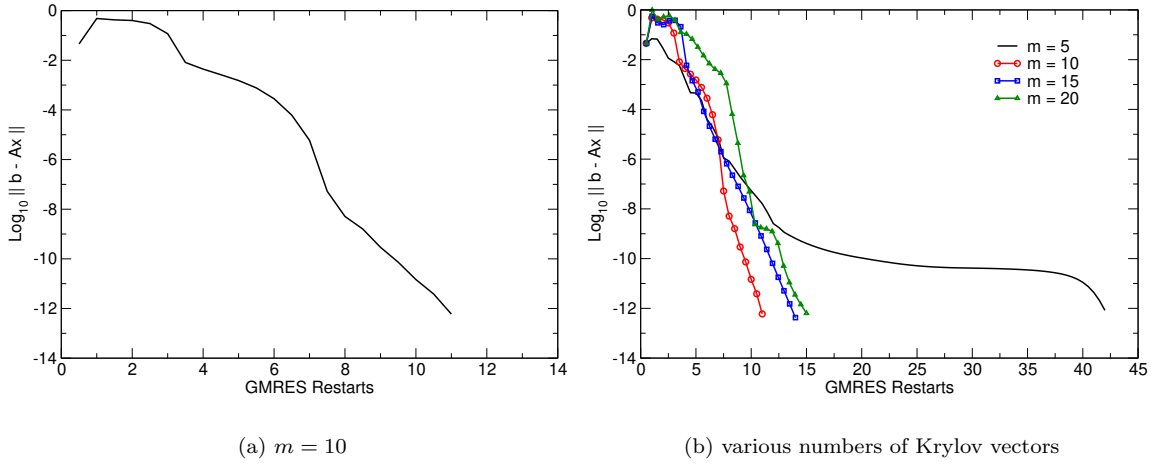 0
-2
-4
-6
-8
-10
-12
-14
Log10 || b - Ax ||
0 2 4 6 8 10 12 14
GMRES Restarts
(a) m = 10
0
-2
-4
-6
-8
-10
-12
-14
Log10 || b - Ax ||
m = 5
m = 10
m = 15
m = 20
0 5 10 15 20 25 30 35 40 45
GMRES Restarts
(b) various numbers of Krylov vectors